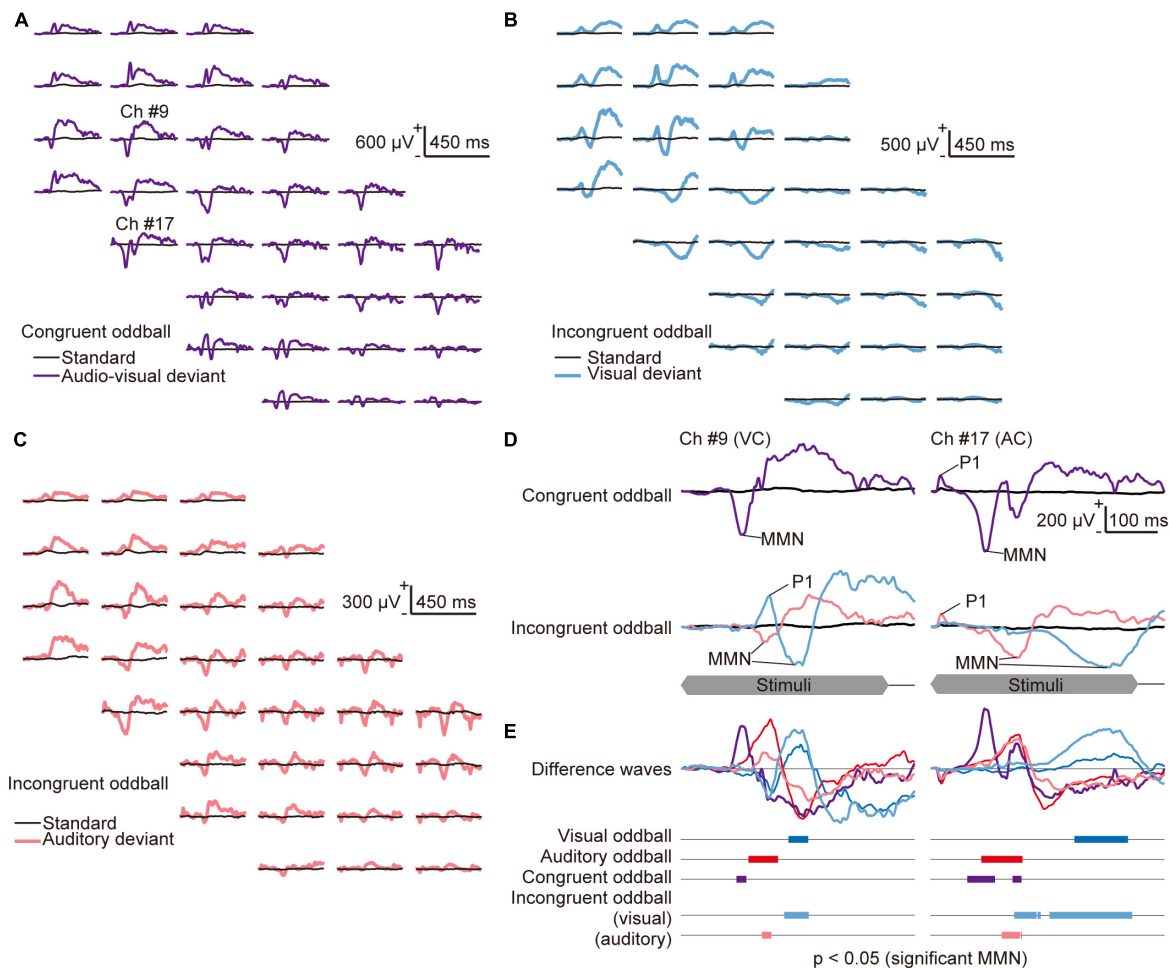 A
Ch #9
600 μV
+
-
450 ms
Ch #17
Congruent oddball
Standard
Audio-visual deviant
B
500 μV
+
-
450 ms
Incongruent oddball
Standard
Visual deviant
C
300 μV
+
-
450 ms
Incongruent oddball
Standard
Auditory deviant
D
Ch #9 (VC)
Ch #17 (AC)
Congruent oddball
P1
MMN
MMN
200 μV
+
-
100 ms
Incongruent oddball
P1
P1
MMN
MMN
Stimuli
Stimuli
E
Difference waves
Visual oddball
Auditory oddball
Congruent oddball
Incongruent oddball
(visual)
(auditory)
p < 0.05 (significant MMN)